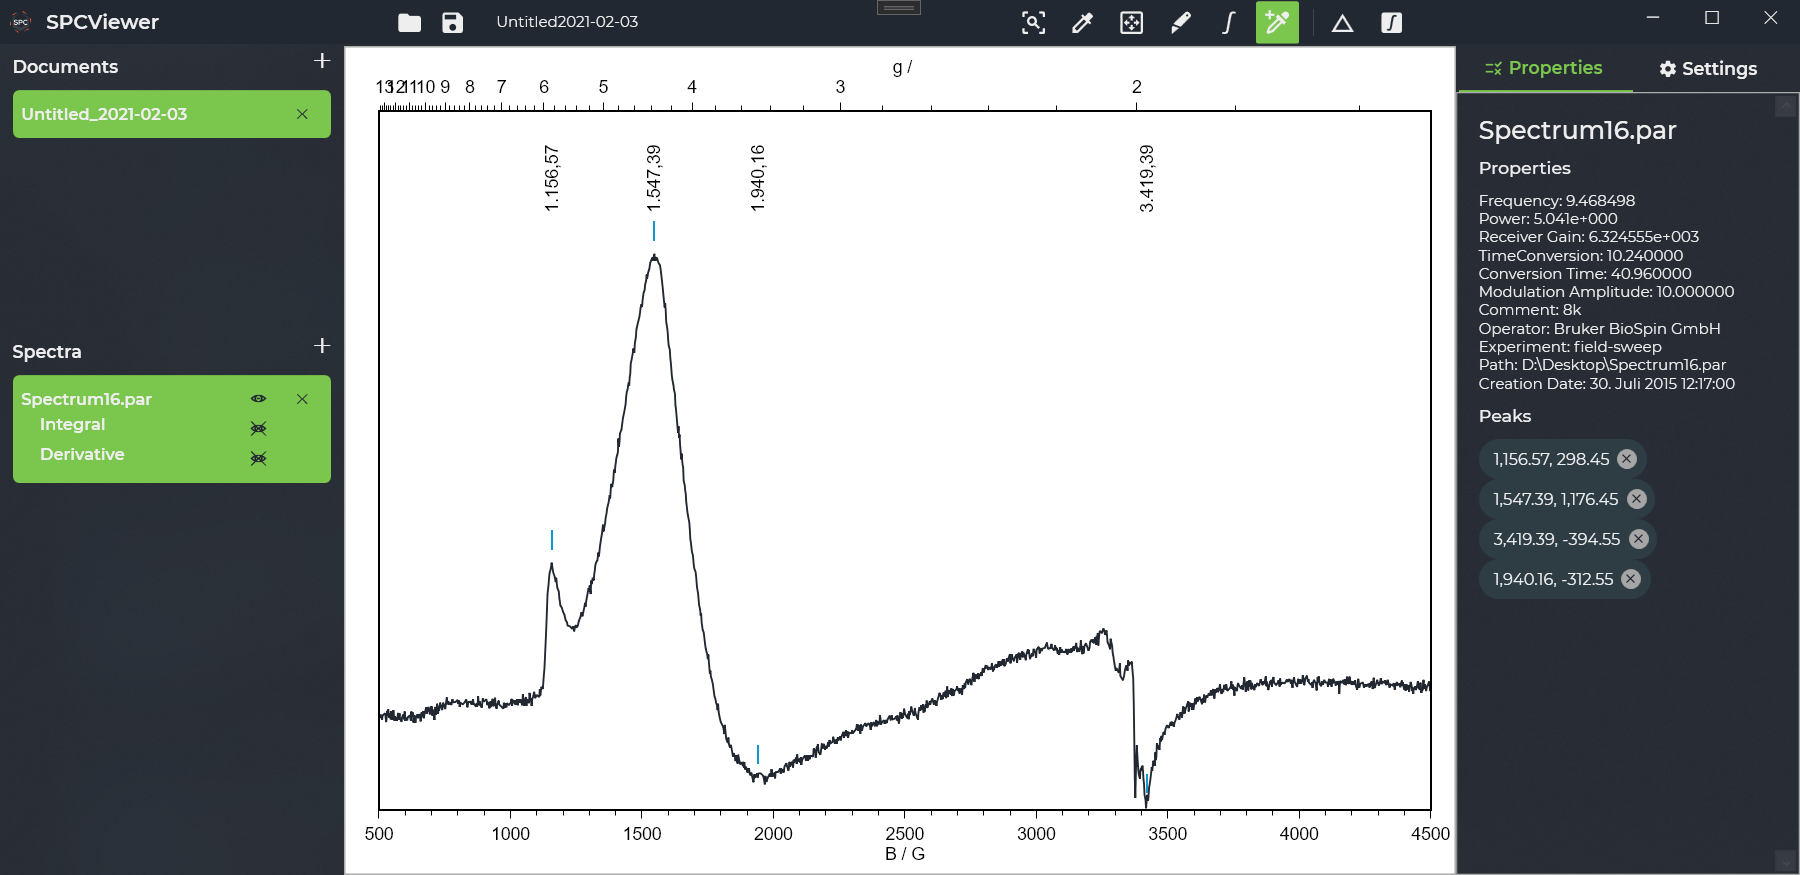 SPC
SPCViewer
Untitled2021-02-03
Documents
Untitled_2021-02-03
Spectra
Spectrum16.par
Integral
Derivative
g /
13 12 11 10 9 8 7 6 5 4 3 2
1.156,57
1.547,39
1.940,16
3.419,39
500 1000 1500 2000 2500 3000 3500 4000 4500
B / G
Properties
Settings
Spectrum16.par
Properties
Frequency: 9.468498
Power: 5.041e+000
Receiver Gain: 6.324555e+003
TimeConversion: 10.240000
Conversion Time: 40.960000
Modulation Amplitude: 10.000000
Comment: 8k
Operator: Bruker BioSpin GmbH
Experiment: field-sweep
Path: D:\Desktop\Spectrum16.par
Creation Date: 30. Juli 2015 12:17:00
Peaks
1,156.57, 298.45
1,547.39, 1,176.45
3,419.39, -394.55
1,940.16, -312.55